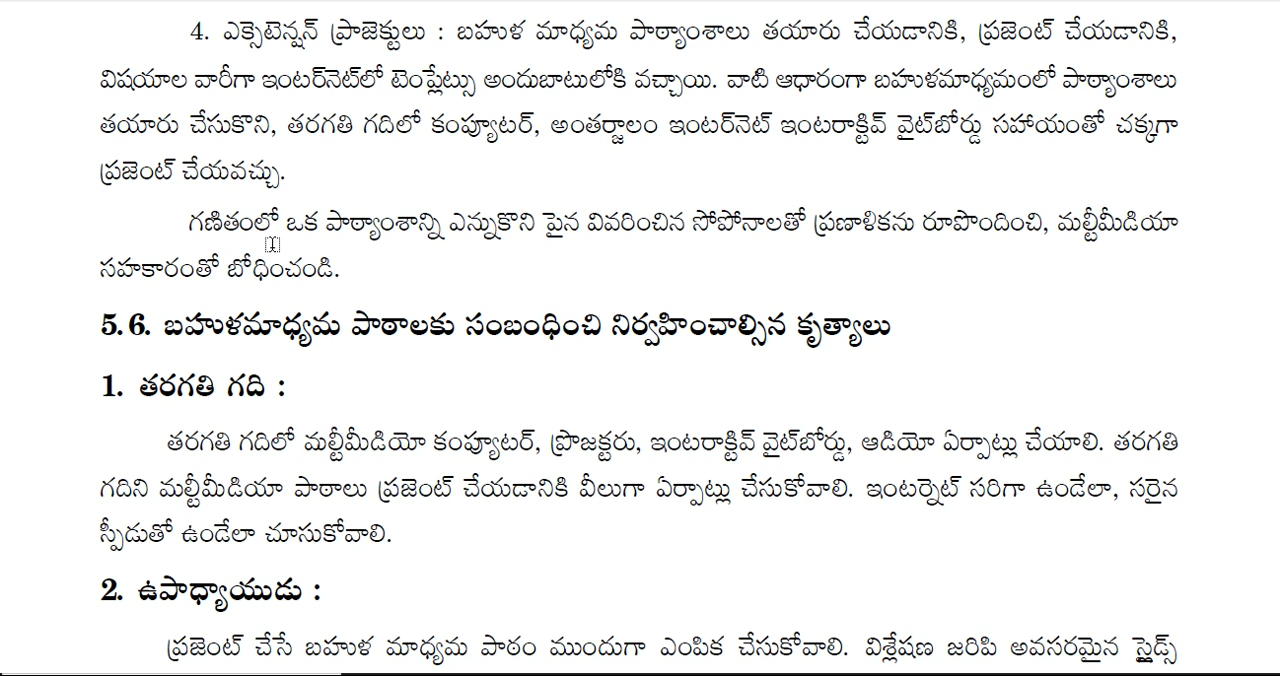 4. ఎక్స్‌టెన్షన్ ప్రాజెక్టులు : బహుళ మాధ్యమ పాఠ్యాంశాలు తయారు చేయడానికి, ప్రజెంట్ చేయడానికి,
విషయాల వారీగా ఇంటర్‌నెట్‌లో టెంప్లేట్సు అందుబాటులోకి వచ్చాయి. వాటి ఆధారంగా బహుళమాధ్యమంలో పాఠ్యాంశాలు
తయారు చేసుకొని, తరగతి గదిలో కంప్యూటర్, అంతర్జాలం ఇంటర్‌నెట్ ఇంటరాక్టివ్ వైట్‌బోర్డు సహాయంతో చక్కగా
ప్రజెంట్ చేయవచ్చు.
గణితంలో ఒక పాఠ్యాంశాన్ని ఎన్నుకొని పైన వివరించిన సోపోనాలతో ప్రణాళికను రూపొందించి, మల్టీమీడియా
సహకారంతో బోధించండి.
5.6. బహుళమాధ్యమ పాఠాలకు సంబంధించి నిర్వహించాల్సిన కృత్యాలు
1. తరగతి గది :
తరగతి గదిలో మల్టీమీడియో కంప్యూటర్, ప్రొజక్టరు, ఇంటరాక్టివ్ వైట్‌బోర్డు, ఆడియో ఏర్పాట్లు చేయాలి. తరగతి
గదిని మల్టీమీడియా పాఠాలు ప్రజెంట్ చేయడానికి వీలుగా ఏర్పాట్లు చేసుకోవాలి. ఇంటర్నెట్ సరిగా ఉండేలా, సరైన
స్పీడుతో ఉండేలా చూసుకోవాలి.
2. ఉపాధ్యాయుడు :
ప్రజెంట్ చేసే బహుళ మాధ్యమ పాఠం ముందుగా ఎంపిక చేసుకోవాలి. విశ్లేషణ జరిపి అవసరమైన స్లైడ్స్